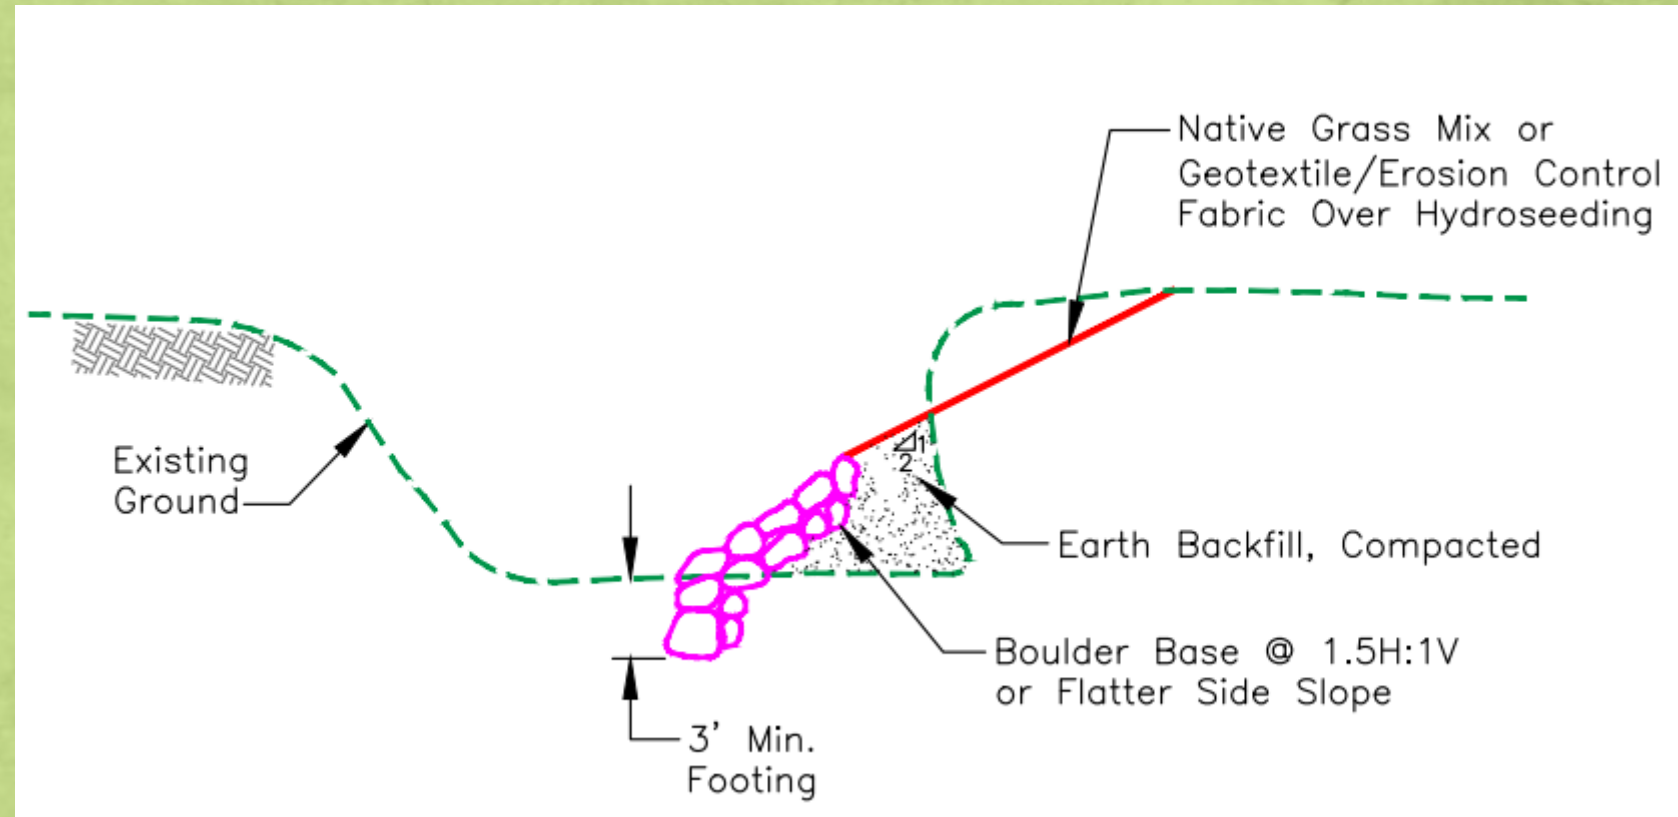 Native Grass Mix or
Geotextile/Erosion Control
Fabric Over Hydroseeding
Existing
Ground
1
2
Earth Backfill, Compacted
Boulder Base @ 1.5H:1V
or Flatter Side Slope
3' Min.
Footing